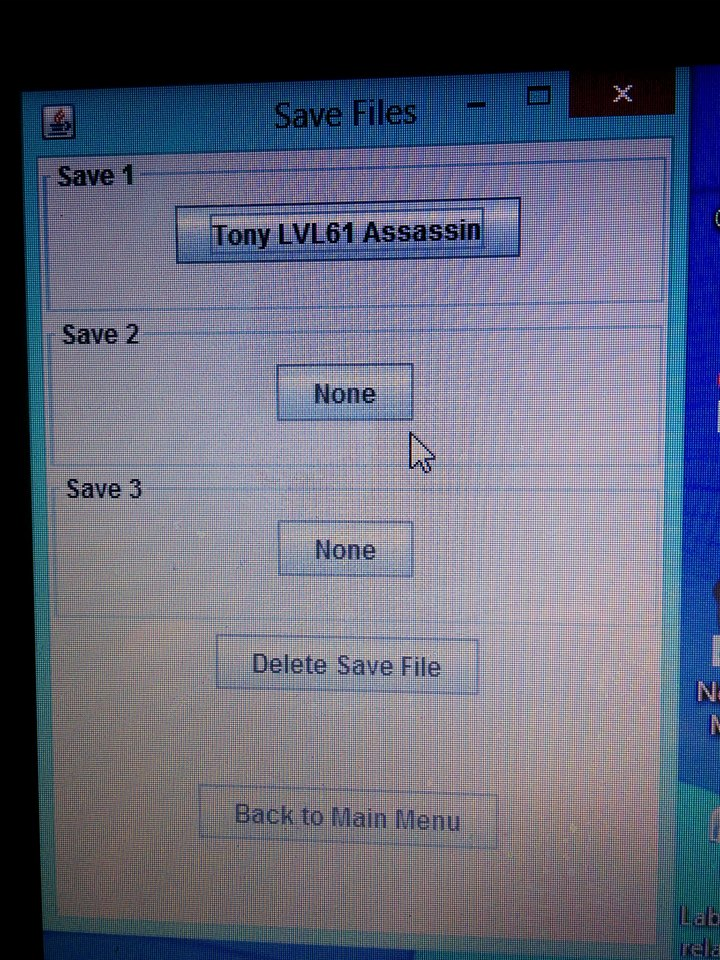 Save Files
Save 1
Tony LVL61 Assassin
Save 2
None
Save 3
None
Delete Save File
Back to Main Menu